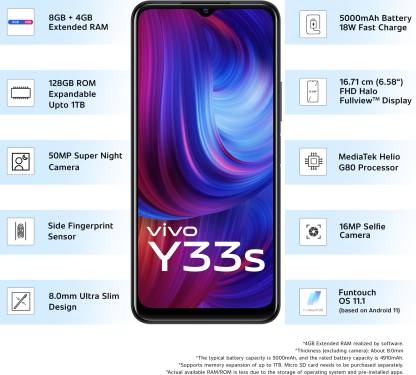 8GB + 4GB
Extended RAM
128GB ROM
Expandable
Upto 1TB
50MP Super Night
Camera
Side Fingerprint
Sensor
8.0mm Ultra Slim
Design
vivo
Y33s
5000mAh Battery
18W Fast Charge
16.71 cm (6.58“)
FHD Halo
Fullview™ Display
MediaTek Helio
G80 Processor
16MP Selfie
Camera
Funtouch
OS 11.1
(based on Android 11)
*4GB Extended RAM realized by software.
*Thickness (excluding camera): About 8.0mm
*The typical battery capacity is 5000mAh, and the rated battery capacity is 4910mAh.
*Supports memory expansion of up to 1TB. Micro SD card needs to be purchased separately.
*Actual available RAM/ROM is less due to the storage of operating system and pre-installed apps.